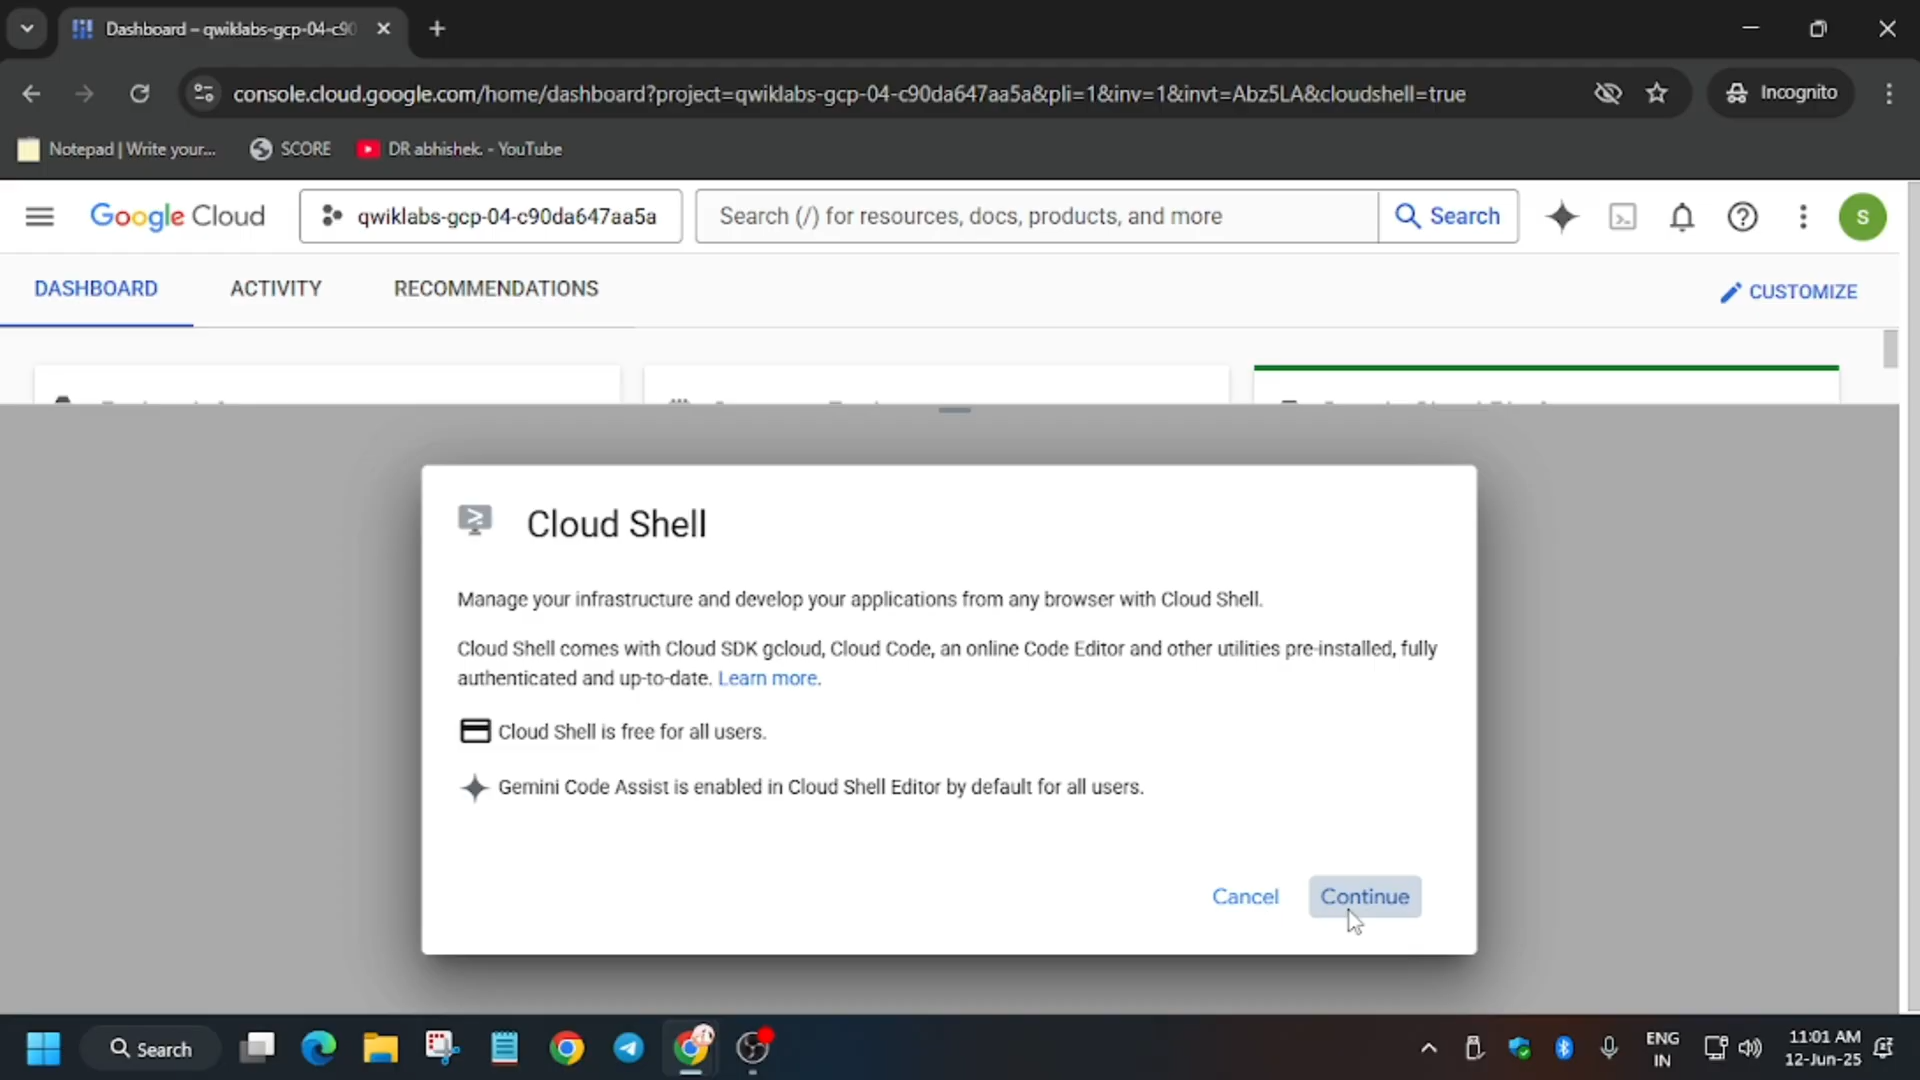 Dashboard – qwiklabs-gcp-04-c90
console.cloud.google.com/home/dashboard?project=qwiklabs-gcp-04-c90da647aa5a&pli=1&inv=1&invt=Abz5LA&cloudshell=true
Incognito
Notepad | Write your...
SCORE
DR abhishek. - YouTube
Google Cloud
qwiklabs-gcp-04-c90da647aa5a
Search (/) for resources, docs, products, and more
Search
S
DASHBOARD
ACTIVITY
RECOMMENDATIONS
CUSTOMIZE
Cloud Shell
Manage your infrastructure and develop your applications from any browser with Cloud Shell.
Cloud Shell comes with Cloud SDK gcloud, Cloud Code, an online Code Editor and other utilities pre-installed, fully
authenticated and up-to-date. Learn more.
Cloud Shell is free for all users.
Gemini Code Assist is enabled in Cloud Shell Editor by default for all users.
Cancel
Continue
Search
ENG
IN
11:01 AM
12-Jun-25